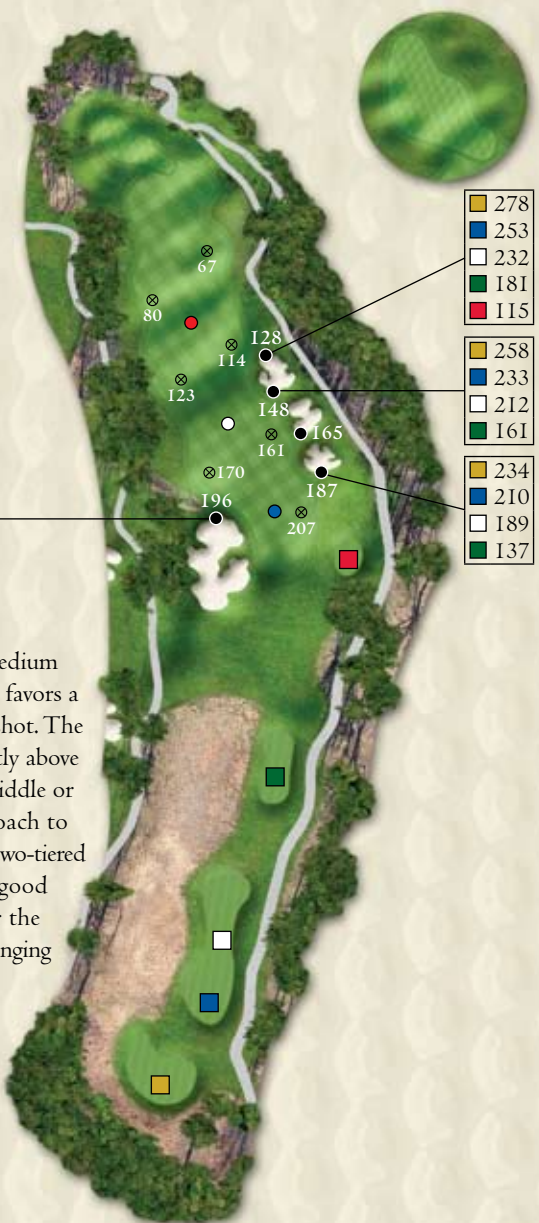 278
253
232
181
115
258
233
212
161
234
210
189
137
67
80
114
128
123
148
161
165
170
187
196
207
edium
favors a
hot. The
tly above
iddle or
oach to
wo-tiered
good
r the
nging